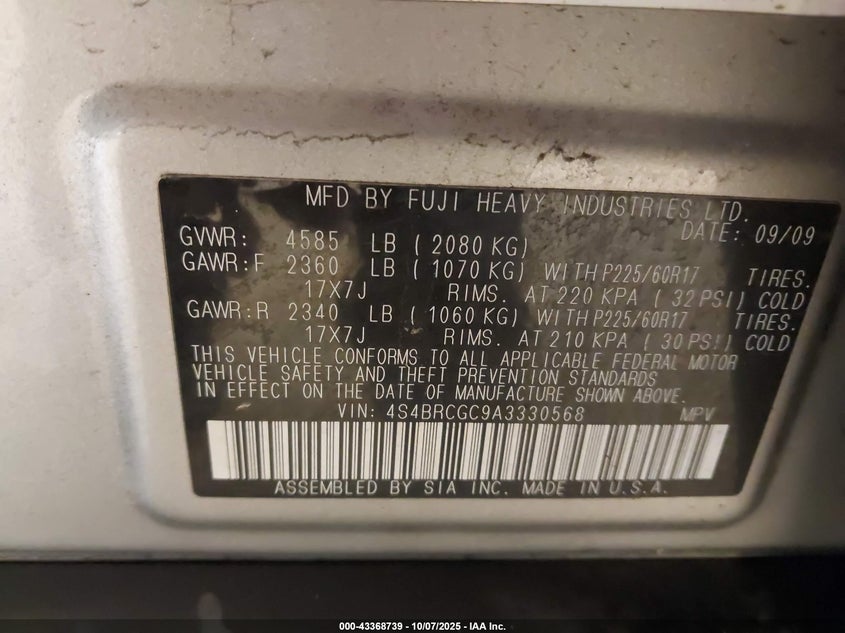 MFD BY FUJI HEAVY INDUSTRIES LTD.
DATE: 09/09
GVWR: 4585 LB ( 2080 KG)
GAWR:F 2360 LB ( 1070 KG) WITH P225/60R17 TIRES.
17X7J RIMS. AT 220 KPA ( 32 PSI) COLD
GAWR:R 2340 LB ( 1060 KG) WITH P225/60R17 TIRES.
17X7J RIMS. AT 210 KPA ( 30 PSI) COLD
THIS VEHICLE CONFORMS TO ALL APPLICABLE FEDERAL MOTOR
VEHICLE SAFETY AND THEFT PREVENTION STANDARDS
IN EFFECT ON THE DATE OF MANUFACTURE SHOWN ABOVE.
VIN: 4S4BRCGC9A3330568 MPV
ASSEMBLED BY SIA INC. MADE IN U.S.A.
000-43368739 - 10/07/2025 - IAA Inc.